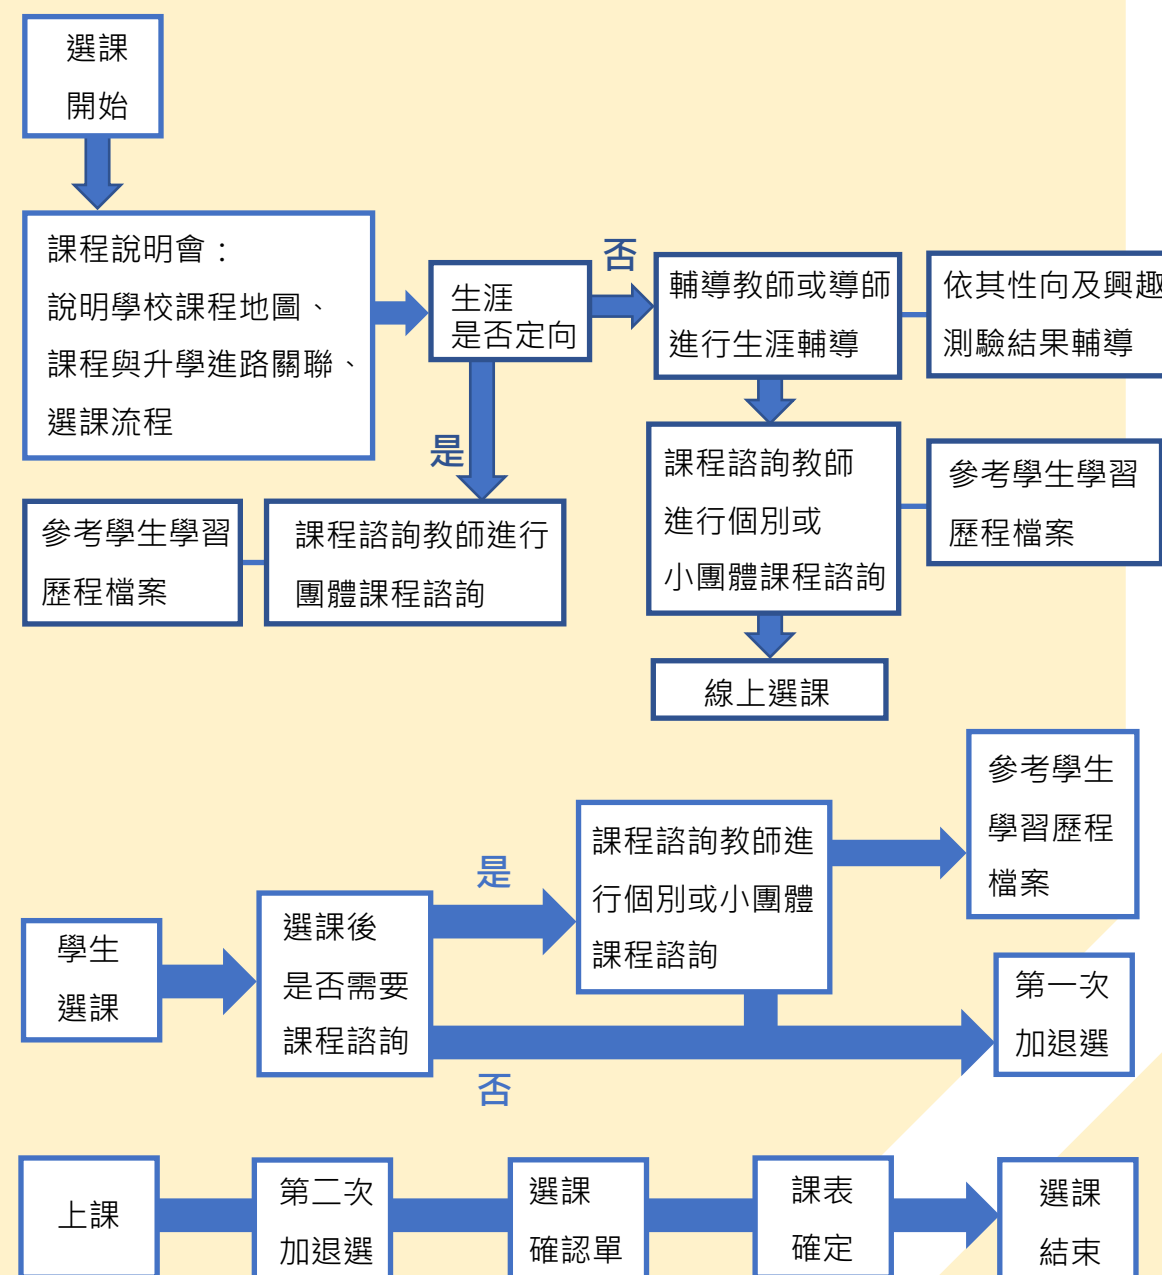 選課
開始
課程說明會：
說明學校課程地圖、
課程與升學進路關聯、
選課流程
生涯
是否定向
否
輔導教師或導師
進行生涯輔導
依其性向及興趣
測驗結果輔導
是
參考學生學習
歷程檔案
課程諮詢教師進行
團體課程諮詢
課程諮詢教師
進行個別或
小團體課程諮詢
參考學生學習
歷程檔案
線上選課
學生
選課
選課後
是否需要
課程諮詢
是
課程諮詢教師進
行個別或小團體
課程諮詢
參考學生
學習歷程
檔案
否
第一次
加退選
上課
第二次
加退選
選課
確認單
課表
確定
選課
結束